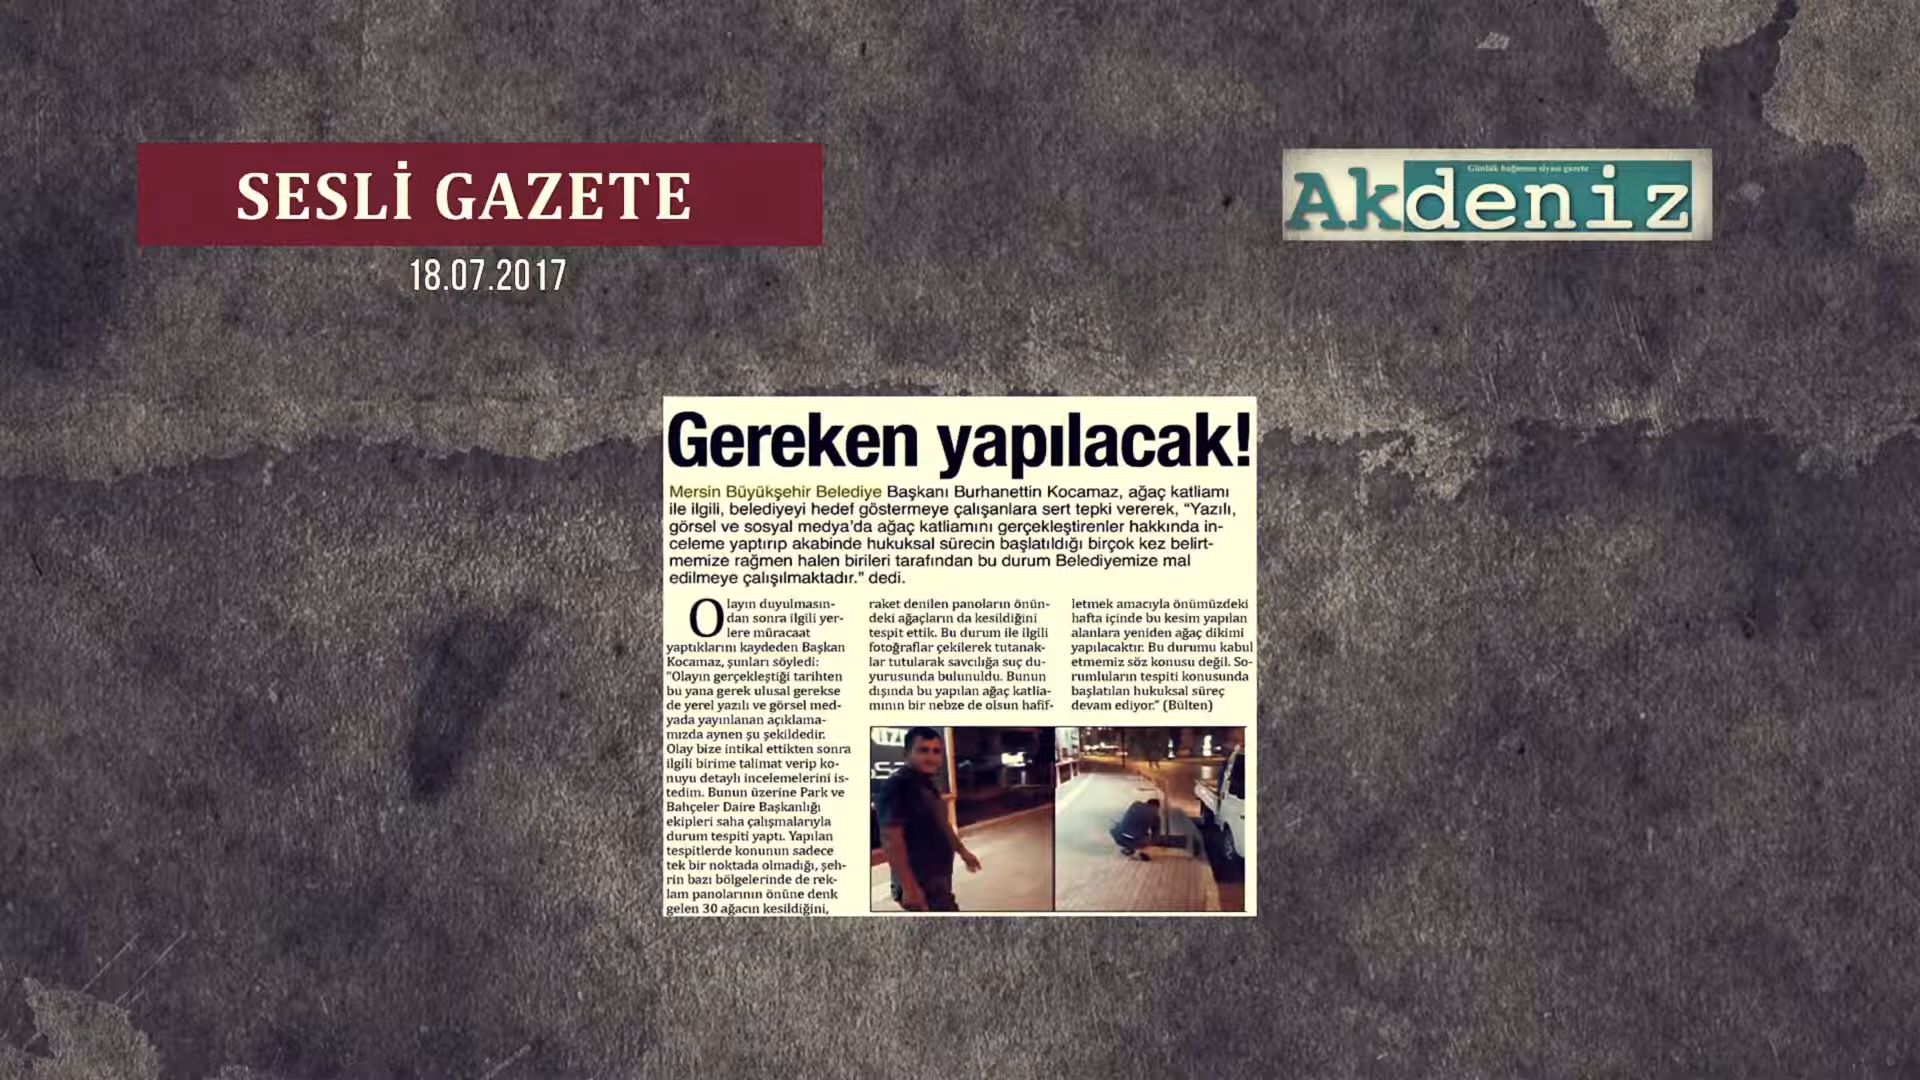 SESLİ GAZETE
18.07.2017
Günlük bağımsız siyasi gazete
Akdeniz
Gereken yapılacak!
Mersin Büyükşehir Belediye Başkanı Burhanettin Kocamaz, ağaç katliamı
ile ilgili, belediyeyi hedef göstermeye çalışanlara sert tepki vererek, “Yazılı,
görsel ve sosyal medya’da ağaç katliamını gerçekleştirenler hakkında in-
celeme yaptırıp akabinde hukuksal sürecin başlatıldığı birçok kez belirt-
memize rağmen halen birileri tarafından bu durum Belediyemize mal
edilmeye çalışılmaktadır.” dedi.
Olayın duyulmasın-
dan sonra ilgili yer-
lere müracaat
yaptıklarını kaydeden Başkan
Kocamaz, şunları söyledi:
“Olayın gerçekleştiği tarihten
bu yana gerek ulusal gerekse
de yerel yazılı ve görsel med-
yada yayınlanan açıklama-
mızda aynen şu şekildedir.
Olay bize intikal ettikten sonra
ilgili birime talimat verip ko-
nuyu detaylı incelemelerini is-
tedim. Bunun üzerine Park ve
Bahçeler Daire Başkanlığı
ekipleri saha çalışmalarıyla
durum tespiti yaptı. Yapılan
tespitlerde konunun sadece
tek bir noktada olmadığı, şeh-
rin bazı bölgelerinde de rek-
lam panolarının önüne denk
gelen 30 ağacın kesildiğini,
raket denilen panoların önün-
deki ağaçların da kesildiğini
tespit ettik. Bu durum ile ilgili
fotoğraflar çekilerek tutanak-
lar tutularak savcılığa suç du-
yurusunda bulunuldu. Bunun
dışında bu yapılan ağaç katlia-
mının bir nebze de olsun hafif-
letmek amacıyla önümüzdeki
hafta içinde bu kesim yapılan
alanlara yeniden ağaç dikimi
yapılacaktır. Bu durumu kabul
etmemiz söz konusu değil. So-
rumluların tespiti konusunda
başlatılan hukuksal süreç
devam ediyor.” (Bülten)